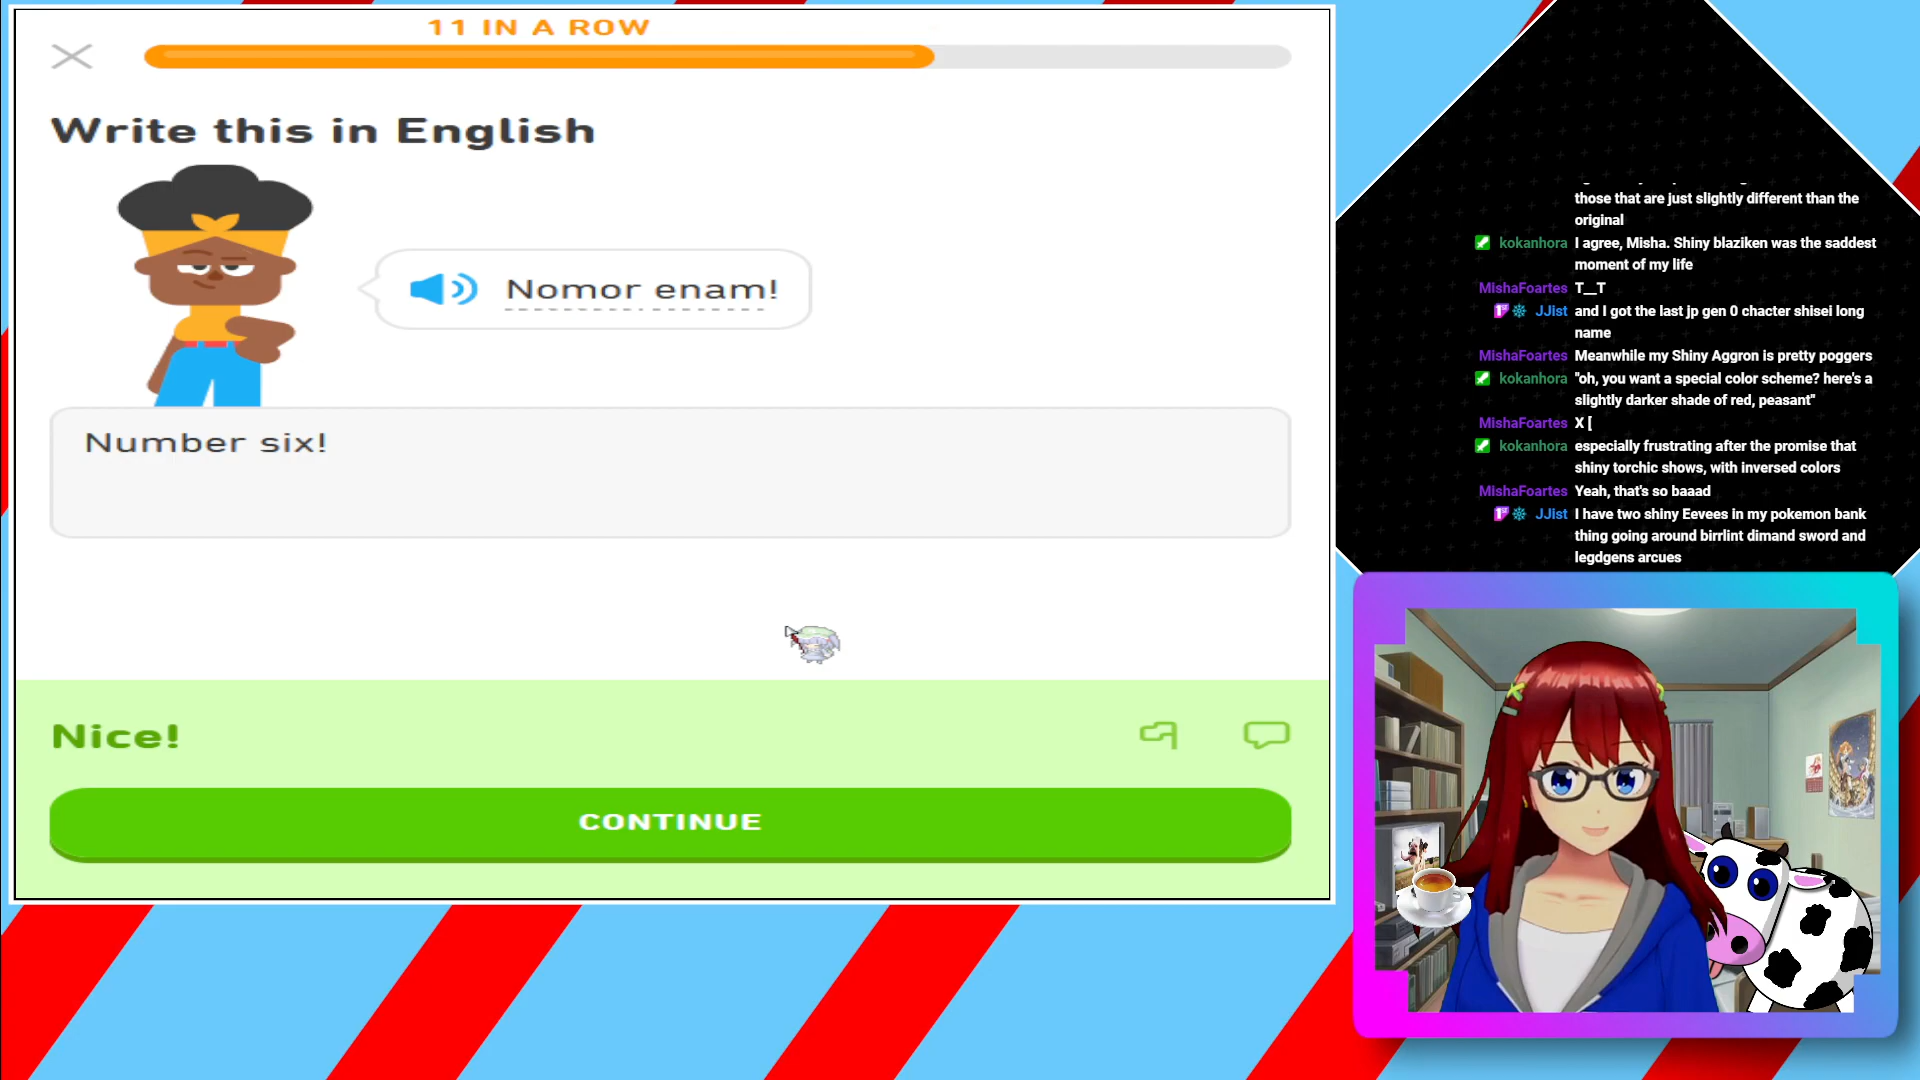 11 IN A ROW
Write this in English
Nomor enam!
Number six!
Nice!
CONTINUE
those that are just slightly different than the
original
kokanhora I agree, Misha. Shiny blaziken was the saddest
moment of my life
MishaFoartes T__T
JJIst and I got the last jp gen 0 chacter shisei long
name
MishaFoartes Meanwhile my Shiny Aggron is pretty poggers
kokanhora "oh, you want a special color scheme? here's a
slightly darker shade of red, peasant"
MishaFoartes X [
kokanhora especially frustrating after the promise that
shiny torchic shows, with inversed colors
MishaFoartes Yeah, that's so baaad
JJIst I have two shiny Eevees in my pokemon bank
thing going around birrlint dimand sword and
legdgens arcues